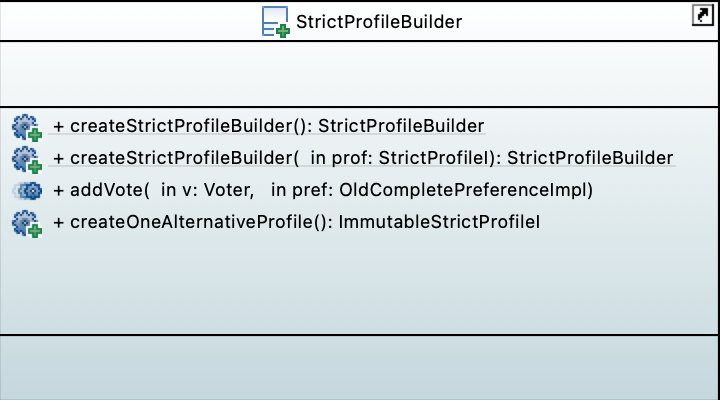 StrictProfileBuilder
+ createStrictProfileBuilder(): StrictProfileBuilder
+ createStrictProfileBuilder(  in prof: StrictProfileI): StrictProfileBuilder
+ addVote(  in v: Voter,   in pref: OldCompletePreferenceImpl)
+ createOneAlternativeProfile(): ImmutableStrictProfileI